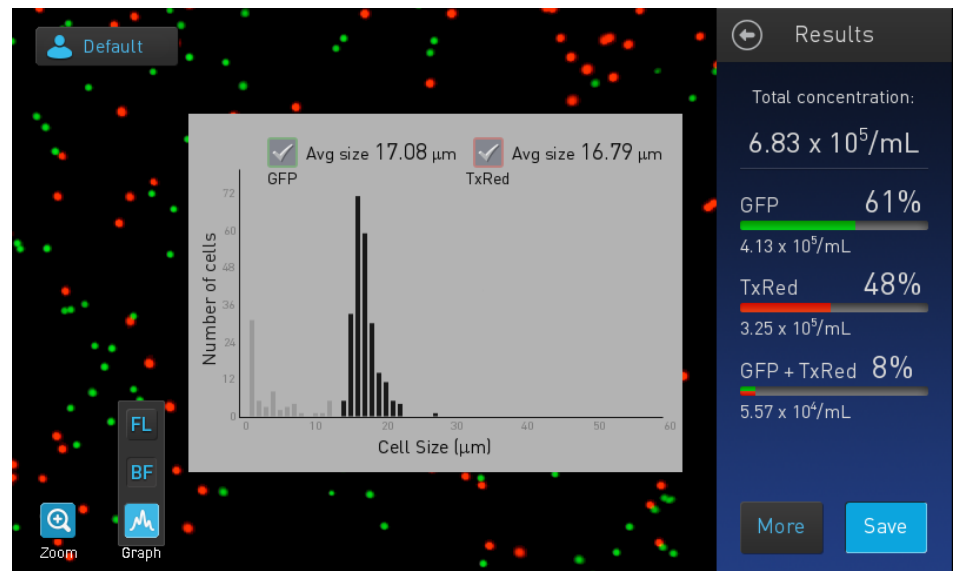 Default
Results
Total concentration:
6.83 x 10⁵/mL
Avg size 17.08 µm
Avg size 16.79 µm
GFP
TxRed
72
60
48
36
24
12
0
Number of cells
0 10 20 30 40 50 60
Cell Size (µm)
GFP 61%
4.13 x 10⁵/mL
TxRed 48%
3.25 x 10⁵/mL
GFP + TxRed 8%
5.57 x 10⁴/mL
FL
BF
Zoom
Graph
More
Save